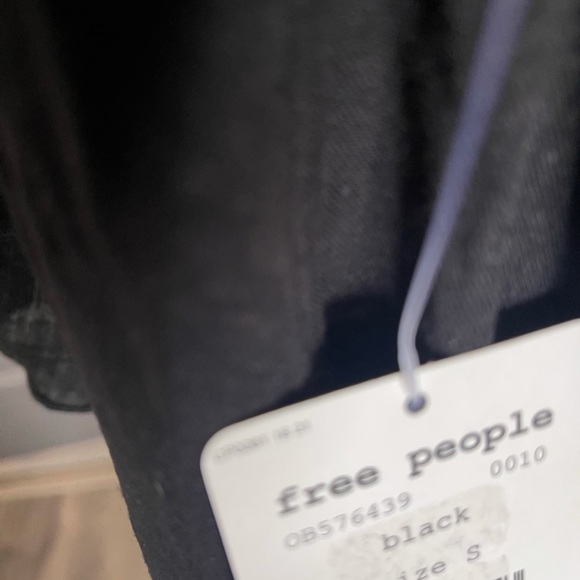 free people
OB576439 0010
black
ize S